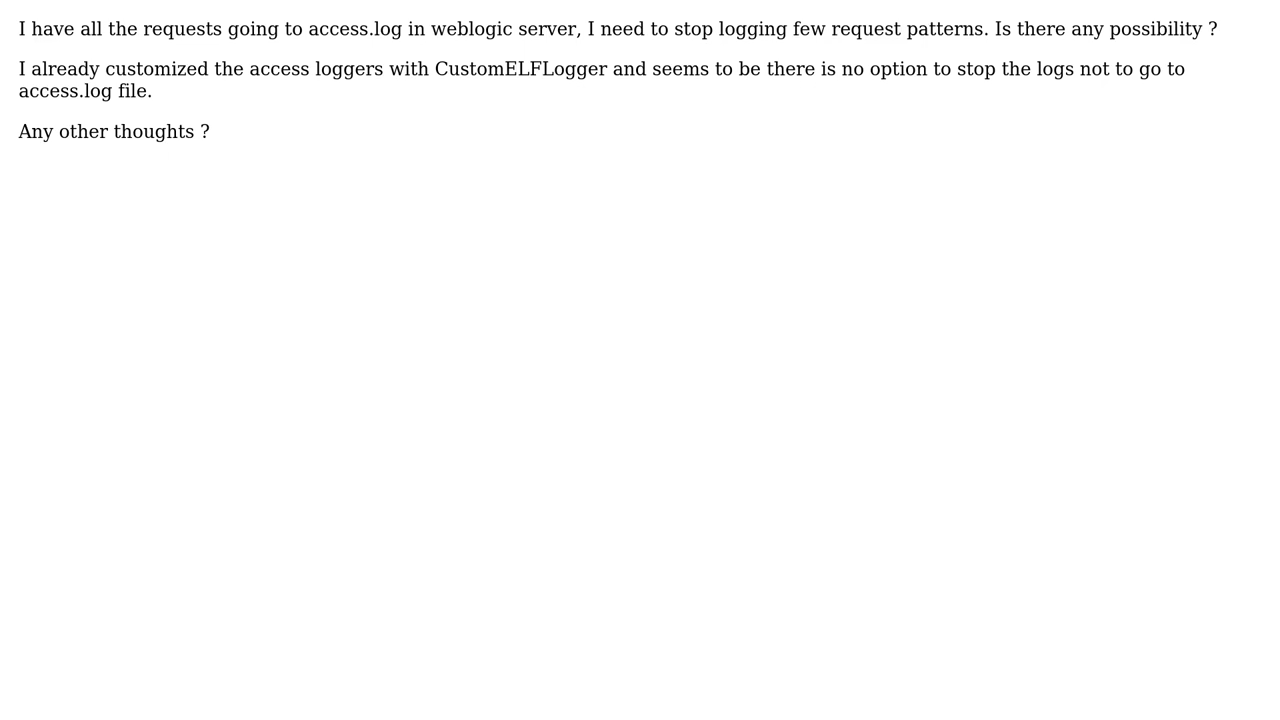 I have all the requests going to access.log in weblogic server, I need to stop logging few request patterns. Is there any possibility ?
I already customized the access loggers with CustomELFLogger and seems to be there is no option to stop the logs not to go to
access.log file.
Any other thoughts ?